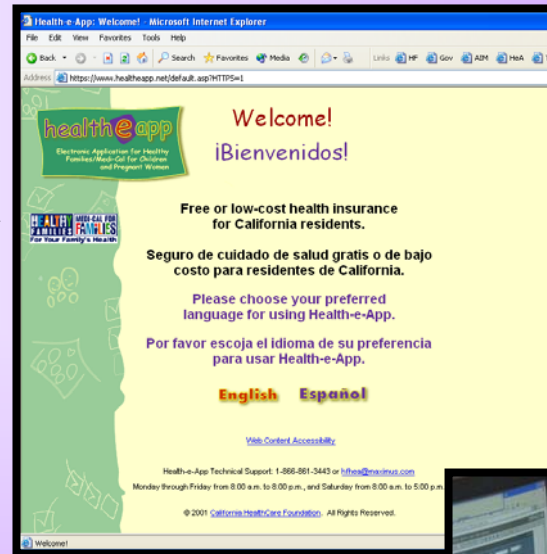 Health-e-App: Welcome! - Microsoft Internet Explorer
File Edit View Favorites Tools Help
Back Search Favorites Media Links HF Gov AIM HeA
Address https://www.healtheapp.net/default.asp?HTTPS=1
health e app
Electronic Application for Healthy
Families/Medi-Cal for Children
and Pregnant Women
Welcome!
¡Bienvenidos!
HEALTHY FAMILIES
MEDI-CAL FOR FAMILIES
For Your Family's Health
Free or low-cost health insurance
for California residents.
Seguro de cuidado de salud gratis o de bajo
costo para residentes de California.
Please choose your preferred
language for using Health-e-App.
Por favor escoja el idioma de su preferencia
para usar Health-e-App.
English Español
Web Content Accessibility
Health-e-App Technical Support: 1-866-861-3443 or hfhea@maximus.com
Monday through Friday from 8:00 a.m. to 8:00 p.m., and Saturday from 8:00 a.m. to 5:00 p.m.
© 2001 California HealthCare Foundation. All Rights Reserved.
Welcome!